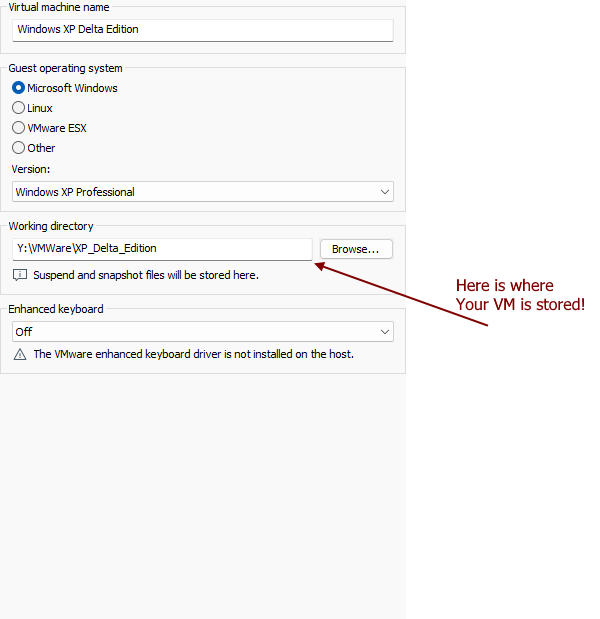 Virtual machine name
Windows XP Delta Edition
Guest operating system
Microsoft Windows
Linux
VMware ESX
Other
Version:
Windows XP Professional
Working directory
Y:\VMWare\XP_Delta_Edition
Browse...
Suspend and snapshot files will be stored here.
Here is where
Your VM is stored!
Enhanced keyboard
Off
The VMware enhanced keyboard driver is not installed on the host.